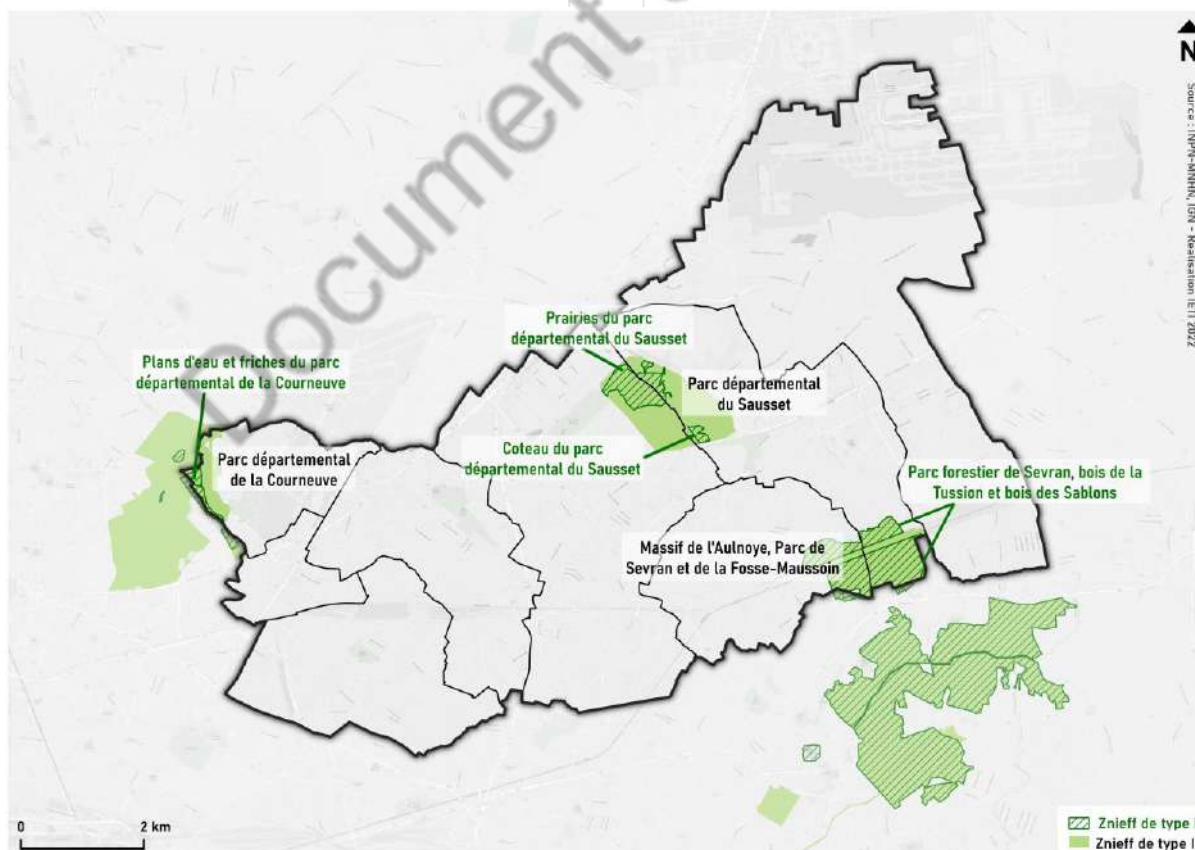 Document
N
Source : INPN-MNHN, IGN - Réalisation IETI 2022
Prairies du parc
départemental du Sausset
Plans d'eau et friches du parc
départemental de la Courneuve
Parc départemental
du Sausset
Parc départemental
de la Courneuve
Coteau du parc
départemental du Sausset
Parc forestier de Sevran, bois de la
Tussion et bois des Sablons
Massif de l'Aulnoye, Parc de
Sevran et de la Fosse-Maussoin
0 2 km
Znieff de type I
Znieff de type I